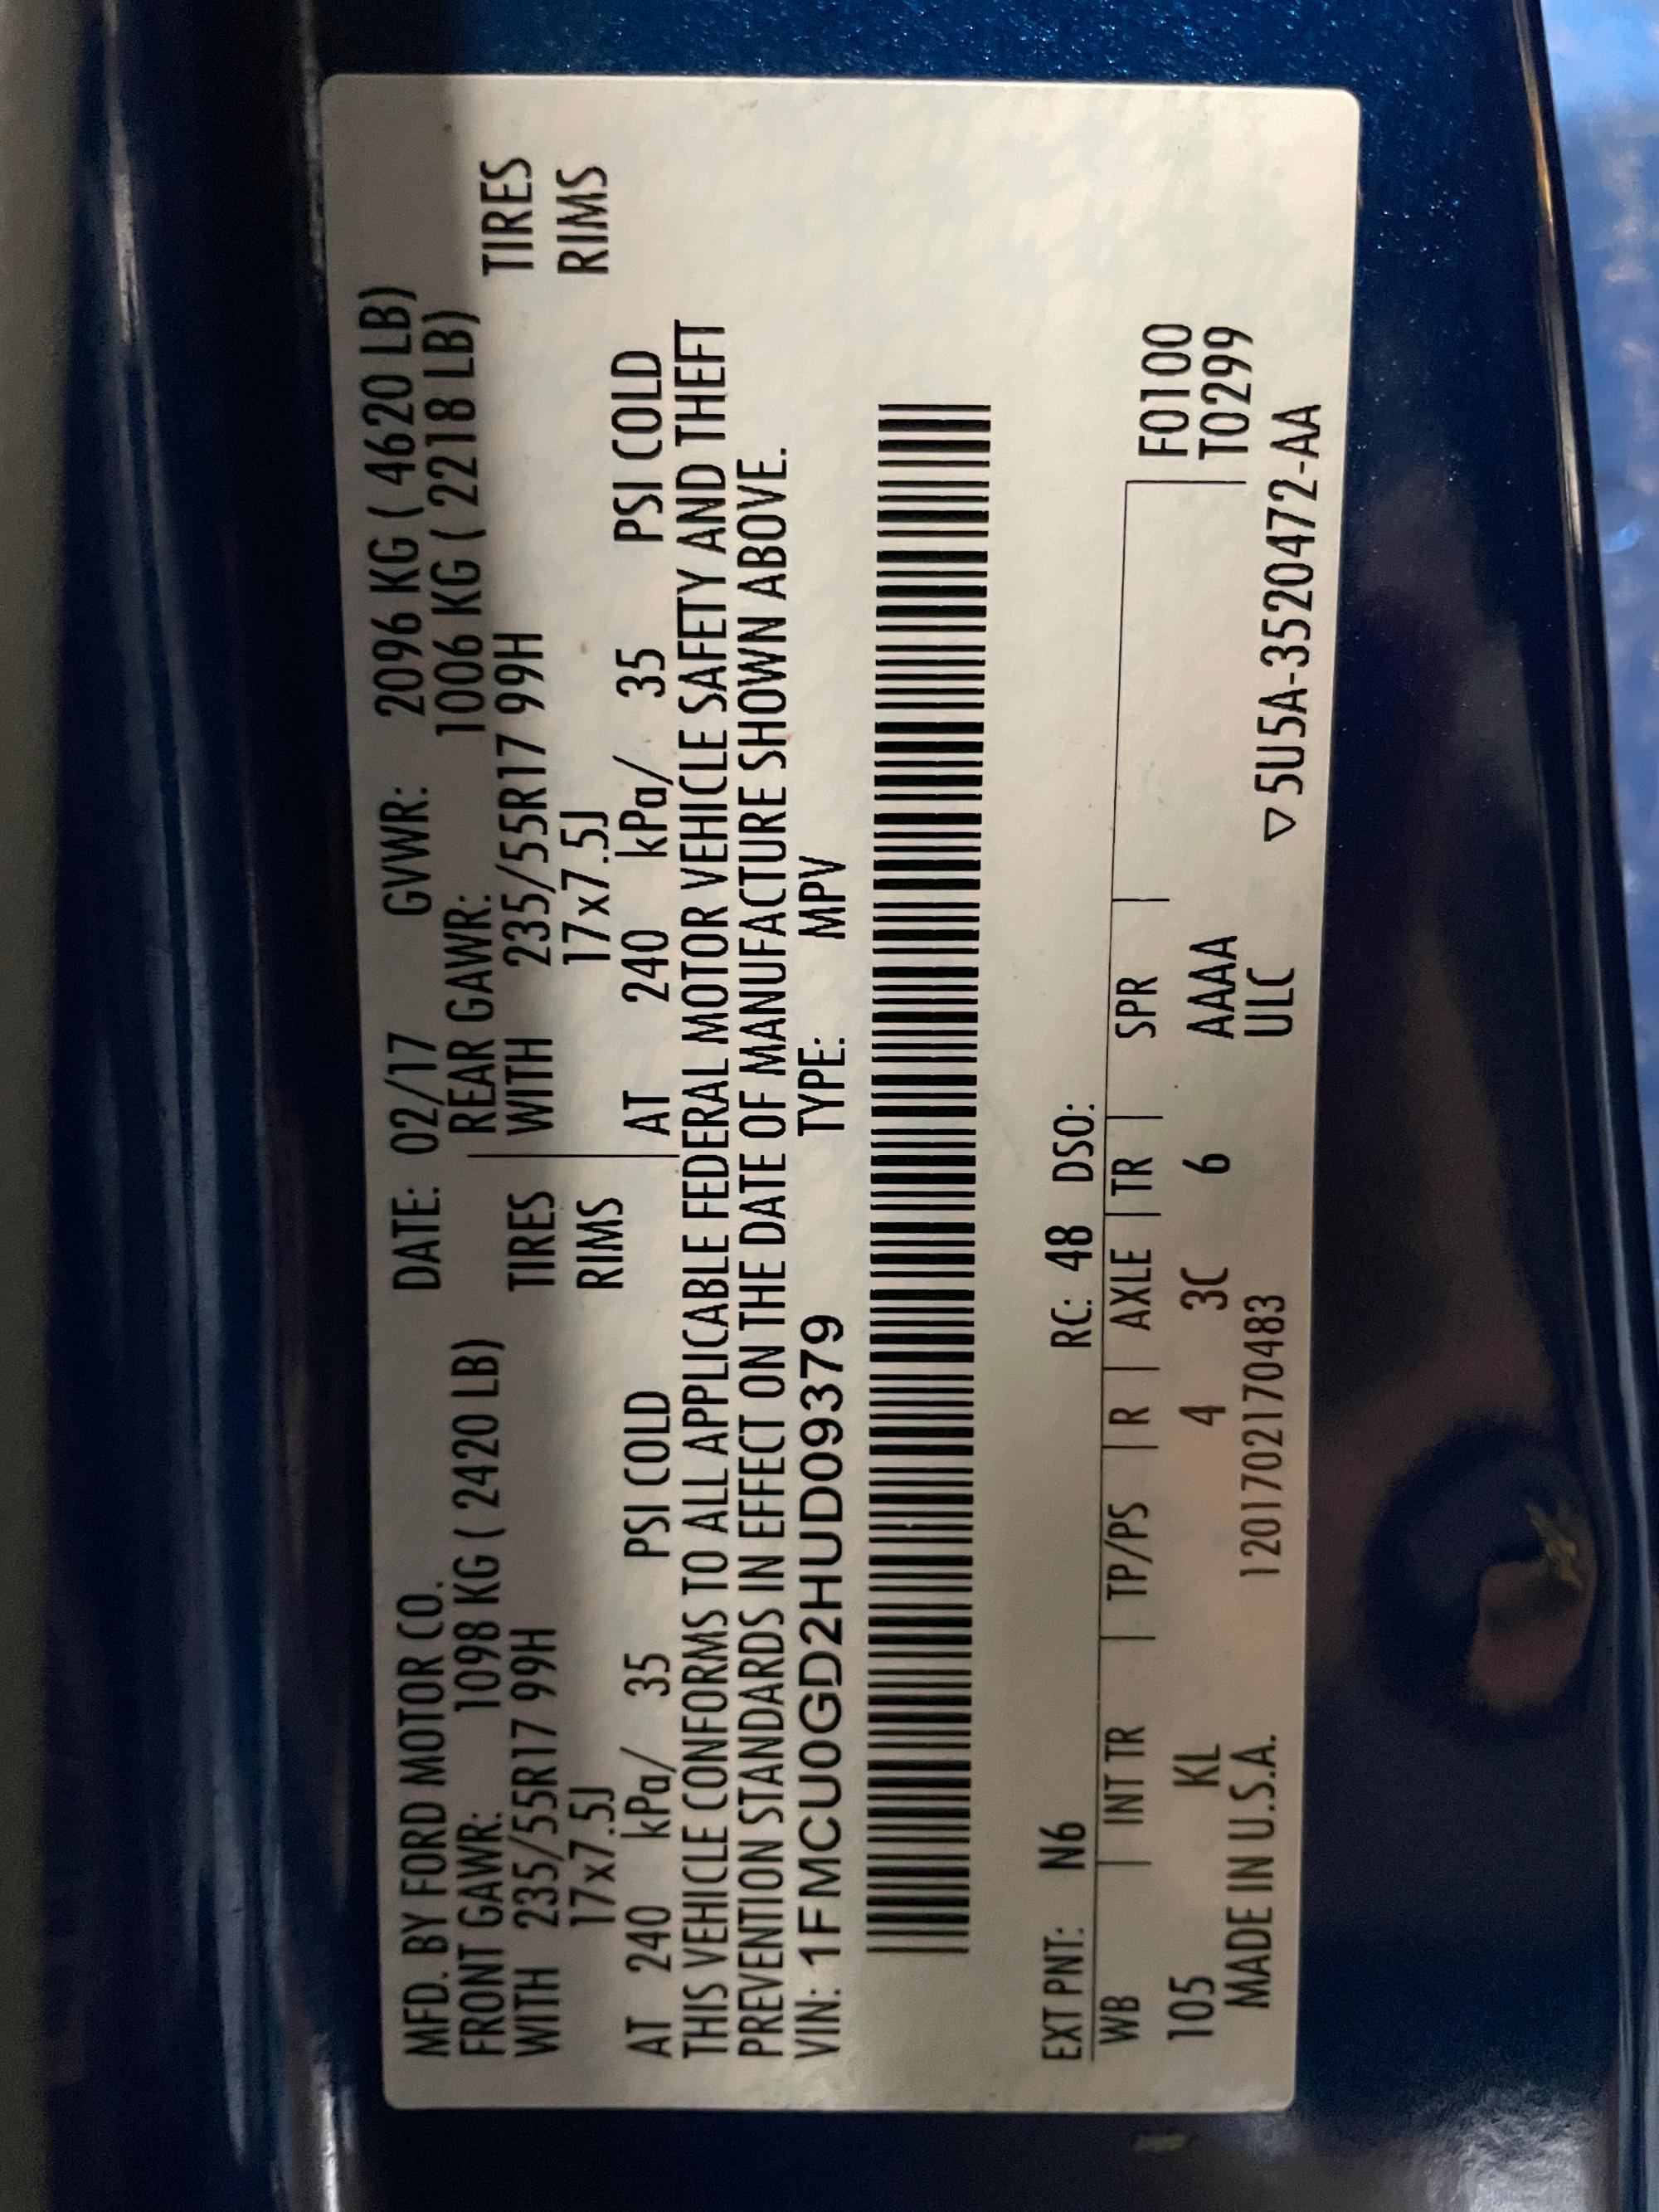 MFD. BY FORD MOTOR CO. DATE: 02/17 GVWR: 2096 KG ( 4620 LB)
FRONT GAWR: 1098 KG ( 2420 LB) REAR GAWR: 1006 KG ( 2218 LB)
WITH 235/55R17 99H TIRES WITH 235/55R17 99H TIRES
17x7.5J RIMS 17x7.5J RIMS
AT 240 kPa/ 35 PSI COLD AT 240 kPa/ 35 PSI COLD
THIS VEHICLE CONFORMS TO ALL APPLICABLE FEDERAL MOTOR VEHICLE SAFETY AND THEFT
PREVENTION STANDARDS IN EFFECT ON THE DATE OF MANUFACTURE SHOWN ABOVE.
VIN: 1FMCU0GD2HUD09379 TYPE: MPV
EXT PNT: N6 RC: 48 DSO:
WB INT TR TP/PS R AXLE TR SPR
F0100
105 KL 4 3C 6 AAAA T0299
MADE IN U.S.A. 1201702170483 ULC ▽5U5A-3520472-AA